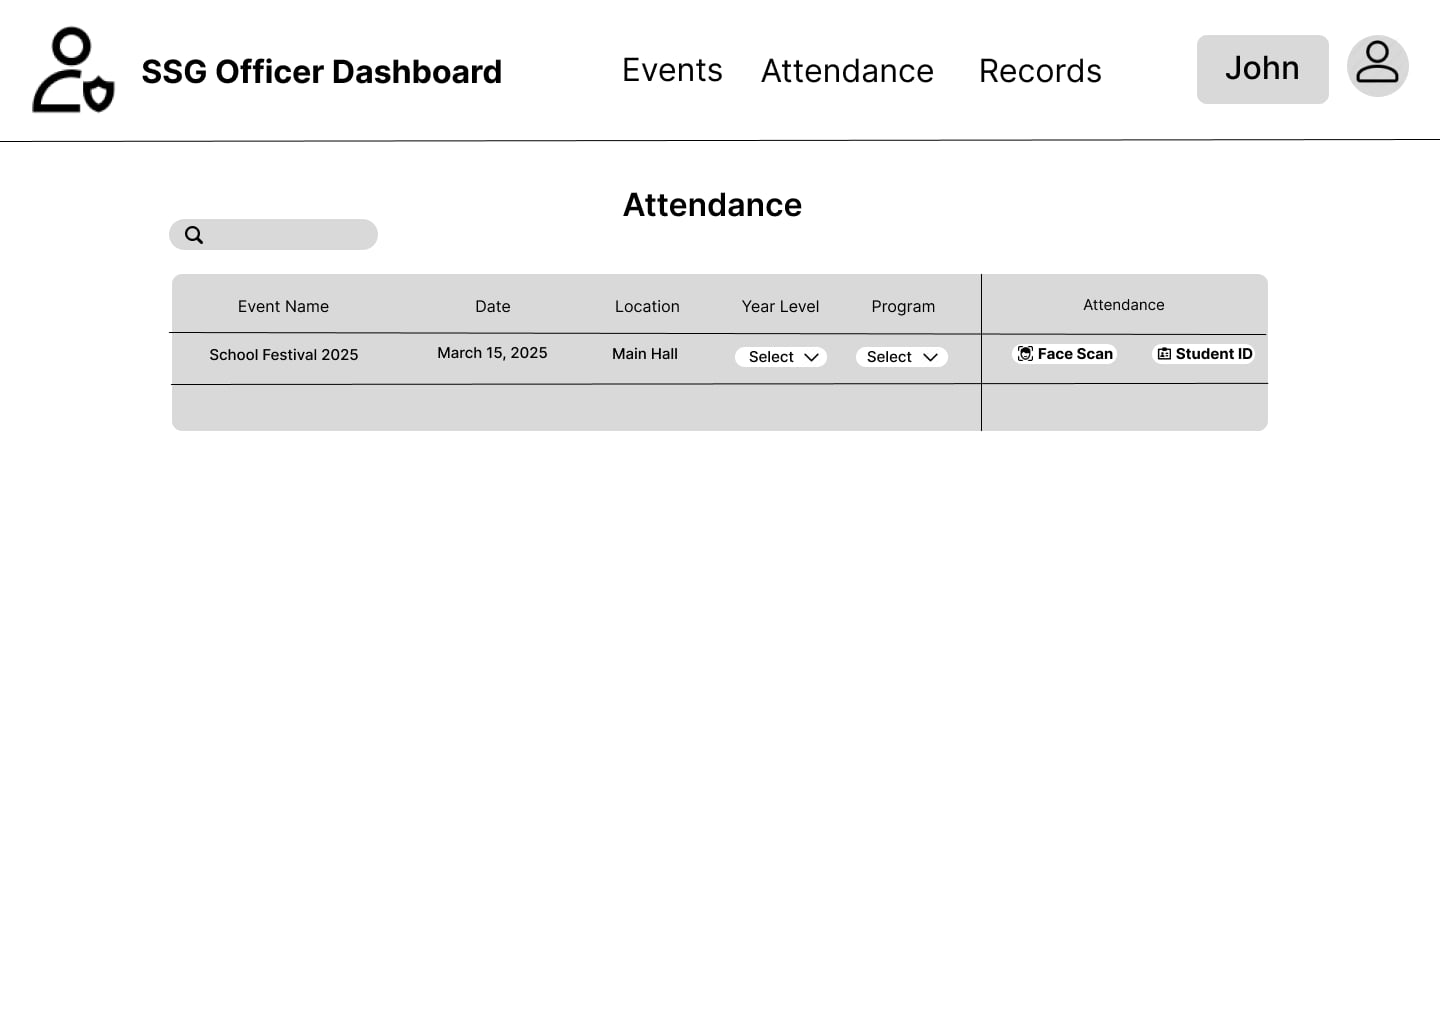 SSG Officer Dashboard Events Attendance Records John
Attendance
Event Name Date Location Year Level Program Attendance
School Festival 2025 March 15, 2025 Main Hall Select Select Face Scan Student ID